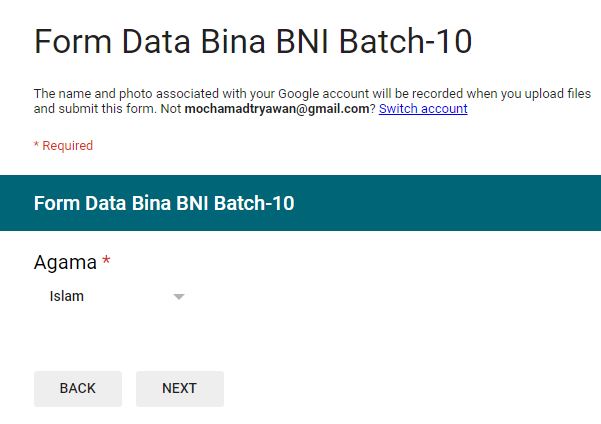 Form Data Bina BNI Batch-10
The name and photo associated with your Google account will be recorded when you upload files
and submit this form. Not mochamadtryawan@gmail.com? Switch account
* Required
Form Data Bina BNI Batch-10
Agama *
Islam
BACK NEXT